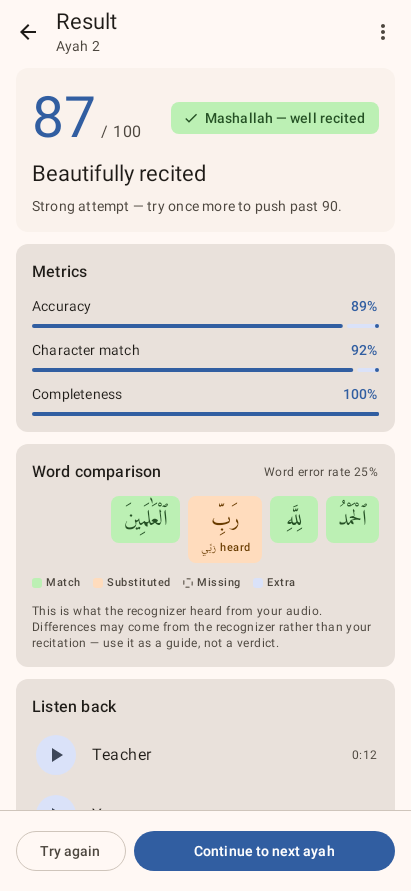 Result
Ayah 2
87 / 100
Mashallah — well recited
Beautifully recited
Strong attempt — try once more to push past 90.
Metrics
Accuracy 89%
Character match 92%
Completeness 100%
Word comparison Word error rate 25%
ٱلْحَمْدُ لِلَّهِ رَبِّ ٱلْعَٰلَمِينَ
heard
Match Substituted Missing Extra
This is what the recognizer heard from your audio.
Differences may come from the recognizer rather than your
recitation — use it as a guide, not a verdict.
Listen back
Teacher 0:12
Try again Continue to next ayah